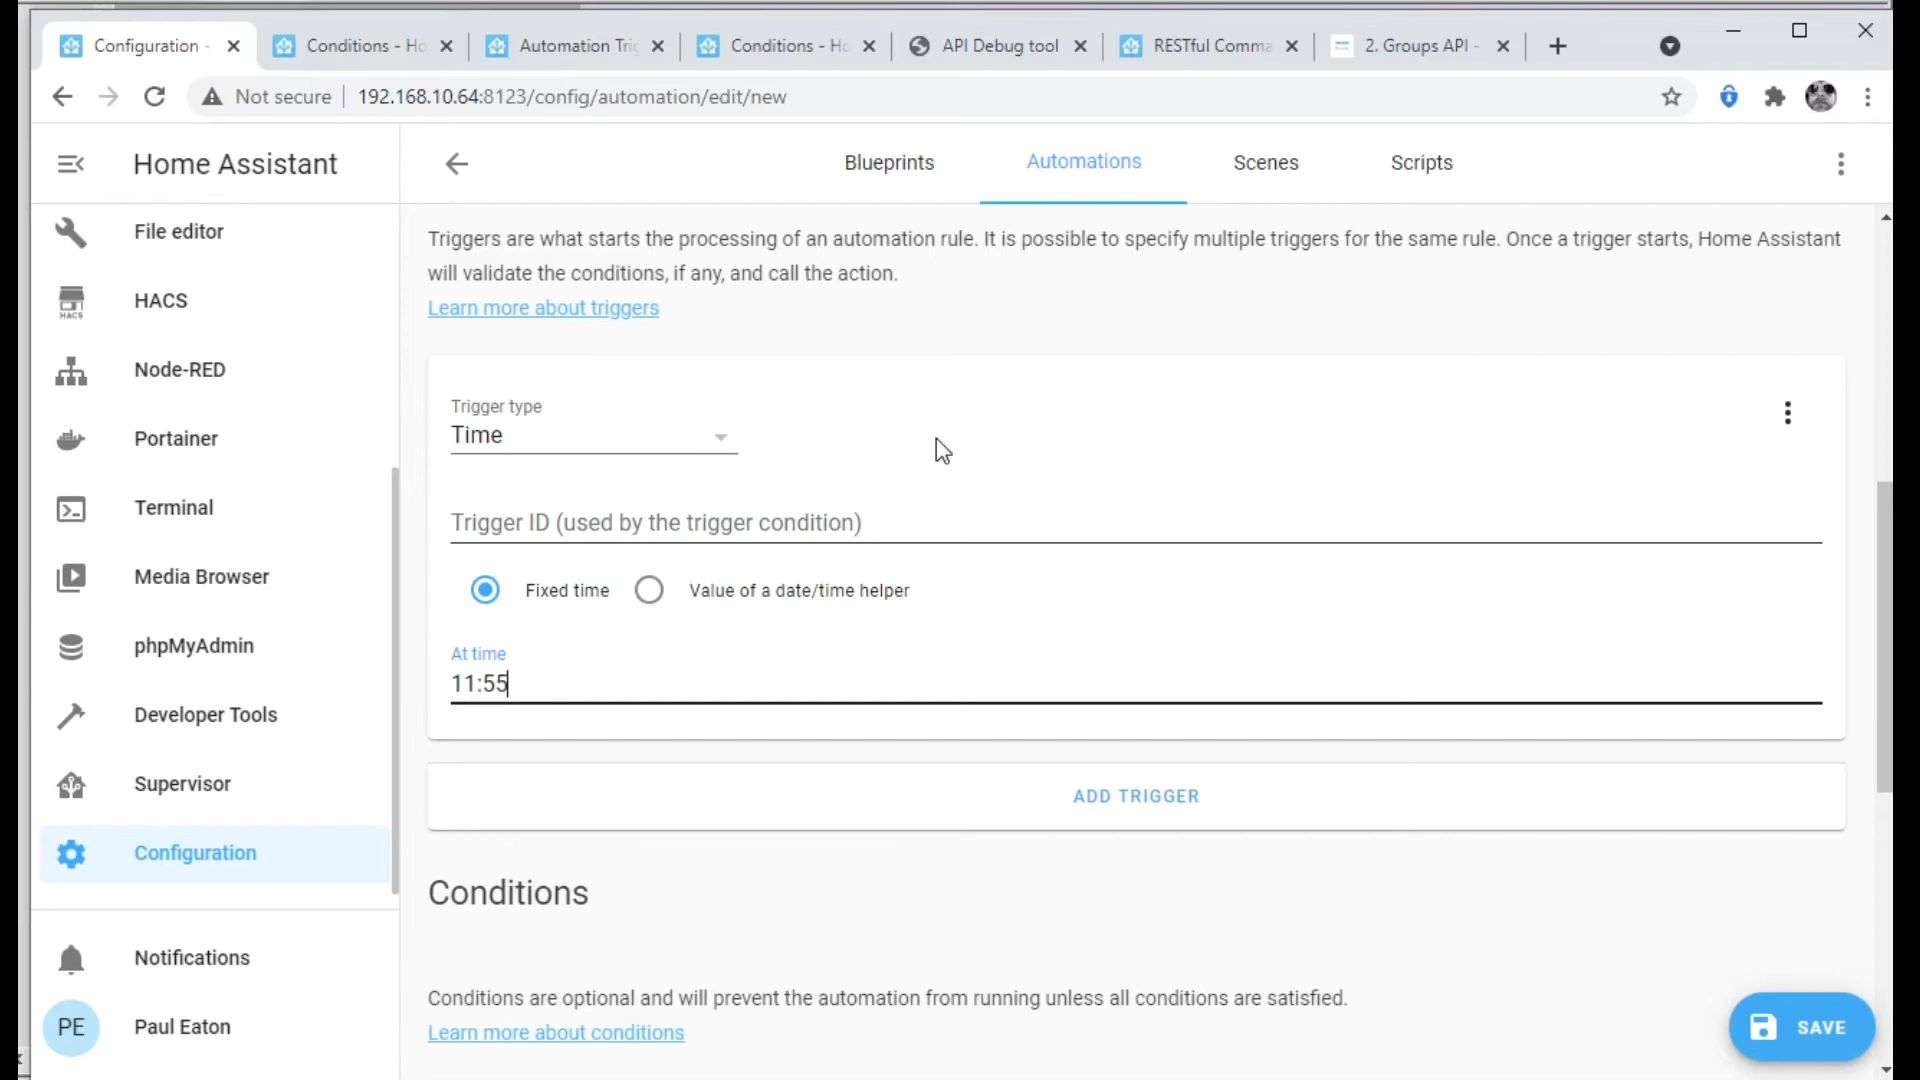 Configuration -
Conditions - Ho
Automation Trig
Conditions - Ho
API Debug tool
RESTful Comma
2. Groups API -
Not secure
192.168.10.64:8123/config/automation/edit/new
Home Assistant
Blueprints
Automations
Scenes
Scripts
File editor
HACS
HACS
Node-RED
Portainer
Terminal
Media Browser
phpMyAdmin
Developer Tools
Supervisor
Configuration
Notifications
PE
Paul Eaton
Triggers are what starts the processing of an automation rule. It is possible to specify multiple triggers for the same rule. Once a trigger starts, Home Assistant
will validate the conditions, if any, and call the action.
Learn more about triggers
Trigger type
Time
Trigger ID (used by the trigger condition)
Fixed time
Value of a date/time helper
At time
11:55
ADD TRIGGER
Conditions
Conditions are optional and will prevent the automation from running unless all conditions are satisfied.
Learn more about conditions
SAVE